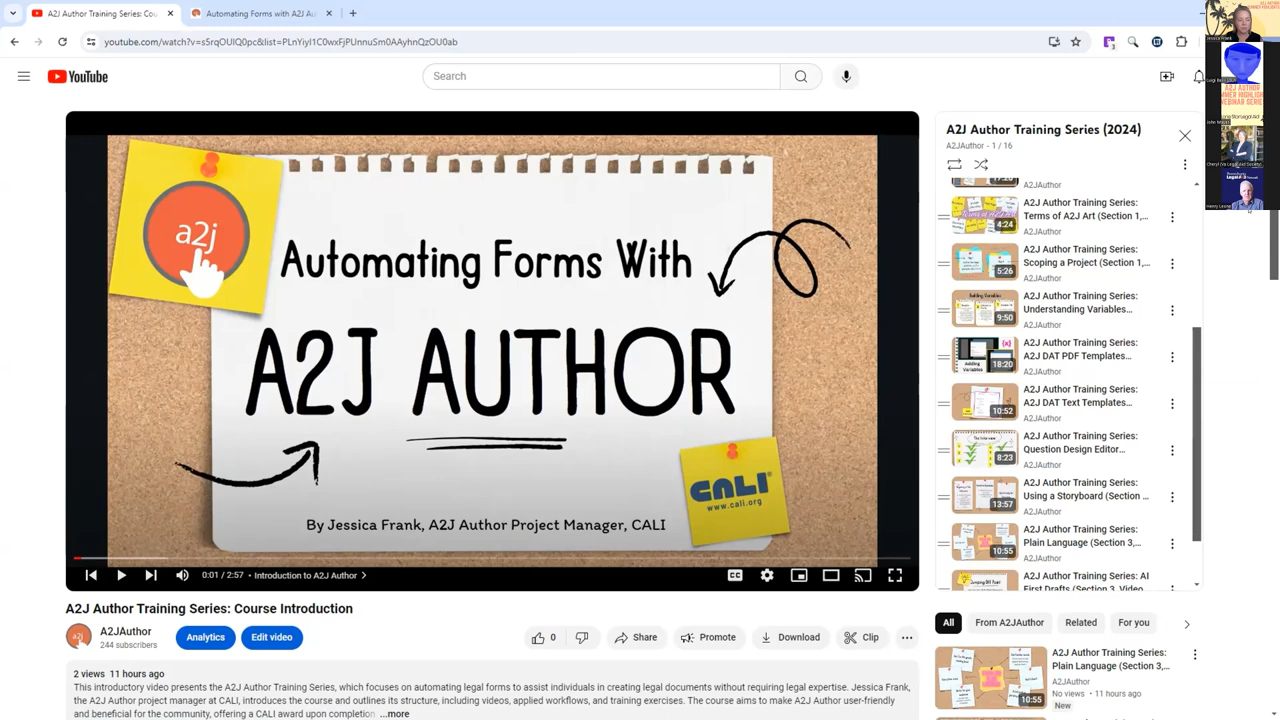 A2J Author Training Series: Cou
Automating Forms with A2J Au
youtube.com/watch?v=s5rqOUlQ0pc&list=PLnYiyl1C0wxFjPUnnuSm0AAyhnQzOU0ab
YouTube
Search
a2j
Automating Forms With
A2J AUTHOR
CALI
www.cali.org
By Jessica Frank, A2J Author Project Manager, CALI
0:01 / 2:57 • Introduction to A2J Author
A2J Author Training Series (2024)
A2JAuthor - 1 / 16
A2JAuthor
A2J Author Training Series:
Terms of A2J Art (Section 1,...
4:24
A2JAuthor
A2J Author Training Series:
Scoping a Project (Section 1,...
5:26
A2JAuthor
A2J Author Training Series:
Understanding Variables...
9:50
A2JAuthor
A2J Author Training Series:
A2J DAT PDF Templates...
18:20
A2JAuthor
A2J Author Training Series:
A2J DAT Text Templates...
10:52
A2JAuthor
A2J Author Training Series:
Question Design Editor...
8:23
A2JAuthor
A2J Author Training Series:
Using a Storyboard (Section ...
13:57
A2JAuthor
A2J Author Training Series:
Plain Language (Section 3,...
10:55
A2JAuthor
A2J Author Training Series: AI
First Drafts (Section 3, Video
A2J Author Training Series: Course Introduction
A2JAuthor
244 subscribers
Analytics
Edit video
0
Share
Promote
Download
Clip
2 views 11 hours ago
This introductory video presents the A2J Author Training Series, which focuses on automating legal forms to assist individuals in creating legal documents without requiring legal expertise. Jessica Frank,
the A2J Author project manager at CALI, introduces the course and outlines its structure, including videos, applied workflows, and training exercises. The course aims to make A2J Author user-friendly
and beneficial for the community, offering a CALI award upon completion ...more
All
From A2JAuthor
Related
For you
A2J Author Training Series:
Plain Language (Section 3,...
10:55
A2JAuthor
No views • 11 hours ago
New
Jessica Frank
A2J AUTHOR
WEBINAR SERIES
Henry Levine